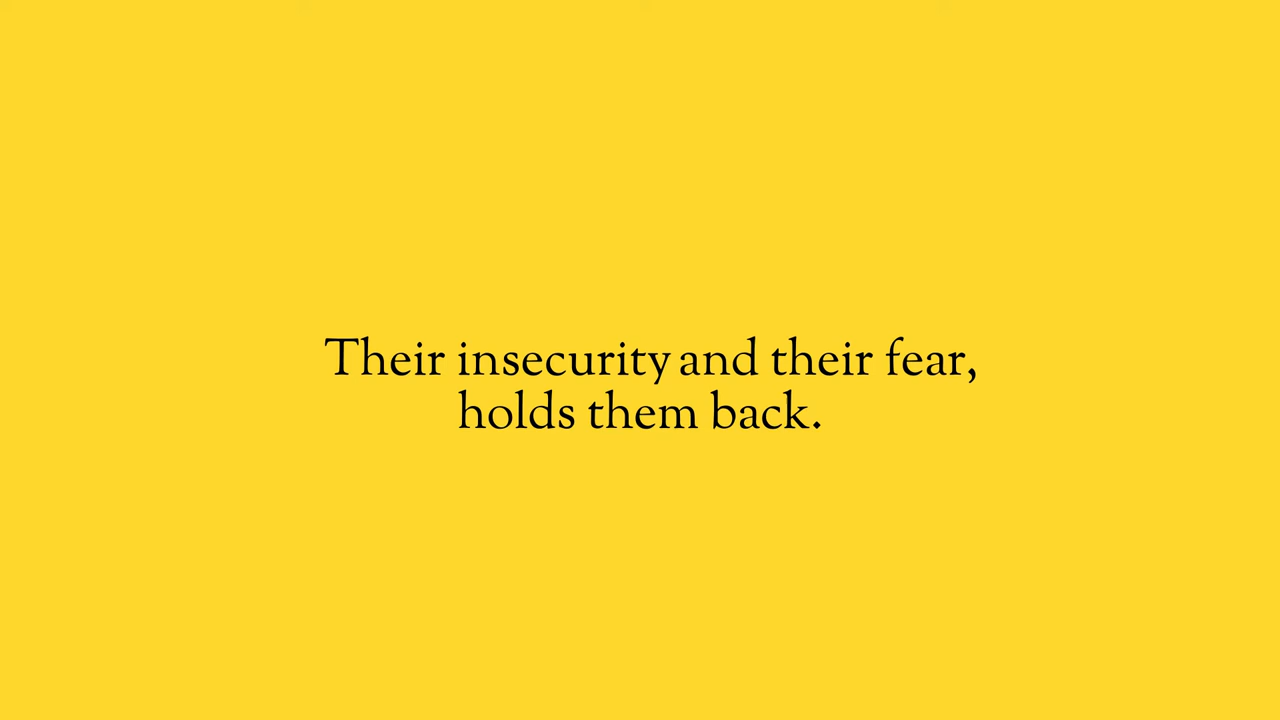 Their insecurity and their fear,
holds them back.